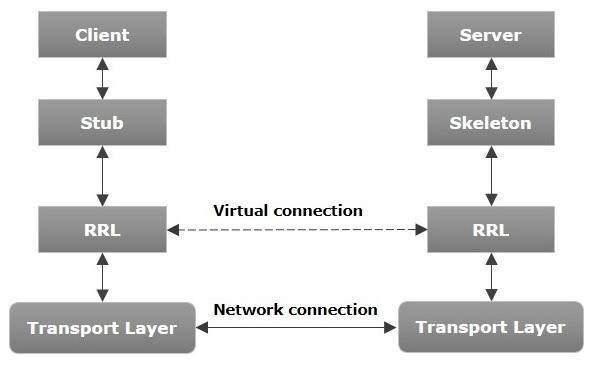 Client
Server
Stub
Skeleton
Virtual connection
RRL
RRL
Network connection
Transport Layer
Transport Layer